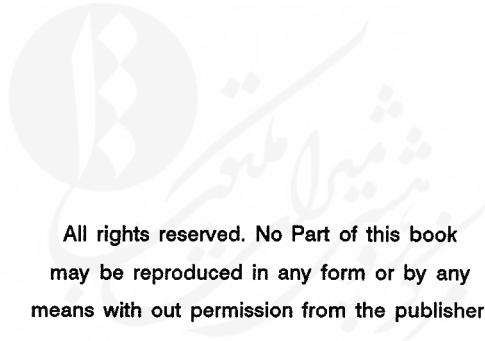 All rights reserved. No Part of this book
may be reproduced in any form or by any
means with out permission from the publisher